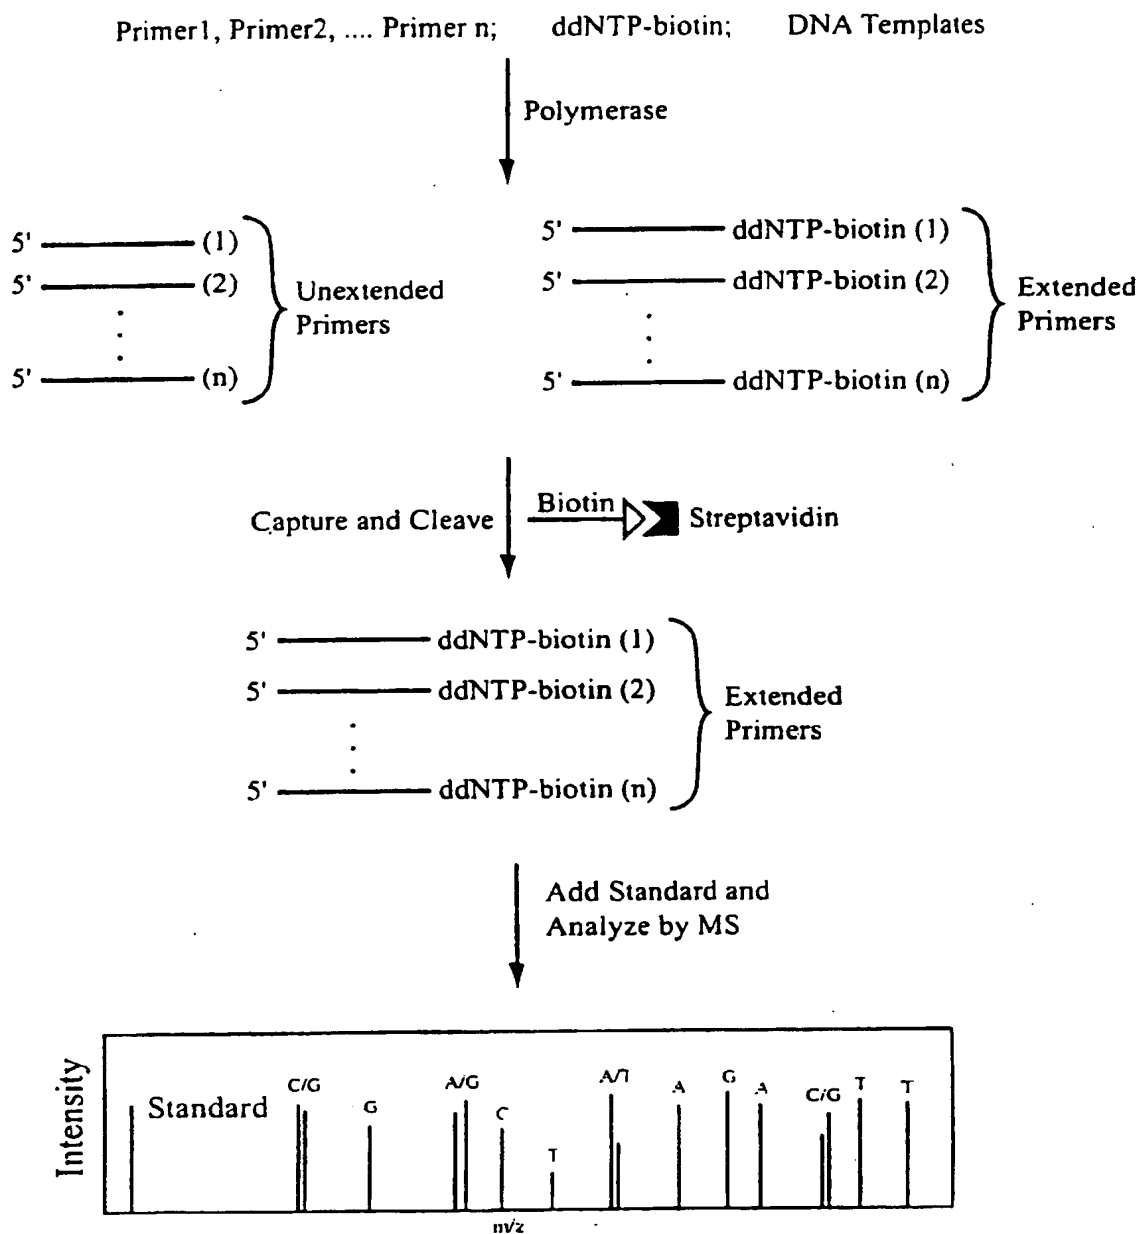 Primer1, Primer2, .... Primer n; ddNTP-biotin; DNA Templates
Polymerase
5' (1)
5' (2)
5' (n)
Unextended
Primers
5' ddNTP-biotin (1)
5' ddNTP-biotin (2)
5' ddNTP-biotin (n)
Extended
Primers
Capture and Cleave
Biotin
Streptavidin
5' ddNTP-biotin (1)
5' ddNTP-biotin (2)
5' ddNTP-biotin (n)
Extended
Primers
Add Standard and
Analyze by MS
Intensity
Standard
C/G
G
A/G
C
T
A/T
A
G
A
C/G
T
T
m/z